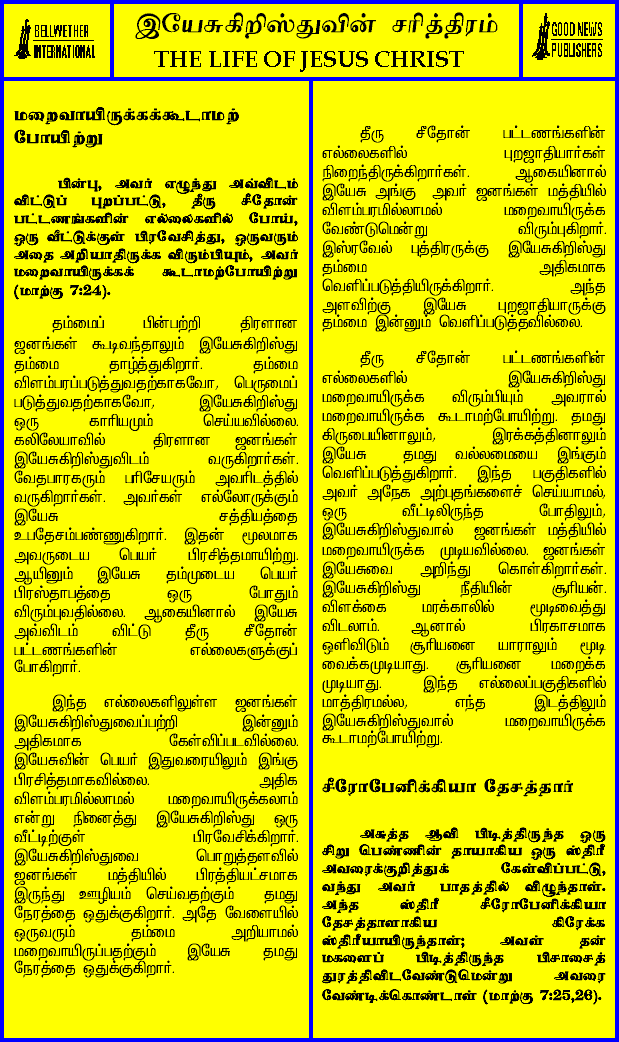 BELLWETHER
INTERNATIONAL
இயேசுகிறிஸ்துவின் சரித்திரம்
THE LIFE OF JESUS CHRIST
GOOD NEWS
PUBLISHERS
மறைவாயிருக்கக்கூடாமற்
போயிற்று
பின்பு, அவர் எழுந்து அவ்விடம்
விட்டுப் புறப்பட்டு, தீரு சீதோன்
பட்டணங்களின் எல்லைகளில் போய்,
ஒரு வீட்டுக்குள் பிரவேசித்து, ஒருவரும்
அதை அறியாதிருக்க விரும்பியும், அவர்
மறைவாயிருக்கக் கூடாமற்போயிற்று
(மாற்கு 7:24).
தம்மைப் பின்பற்றி திரளான
ஜனங்கள் கூடிவந்தாலும் இயேசுகிறிஸ்து
தம்மை தாழ்த்துகிறார். தம்மை
விளம்பரப்படுத்துவதற்காகவோ, பெருமைப்
படுத்துவதற்காகவோ, இயேசுகிறிஸ்து
ஒரு காரியமும் செய்யவில்லை.
கலிலேயாவில் திரளான ஜனங்கள்
இயேசுகிறிஸ்துவிடம் வருகிறார்கள்.
வேதபாரகரும் பரிசேயரும் அவரிடத்தில்
வருகிறார்கள். அவர்கள் எல்லோருக்கும்
இயேசு சத்தியத்தை
உபதேசம்பண்ணுகிறார். இதன் மூலமாக
அவருடைய பெயர் பிரசித்தமாயிற்று.
ஆயினும் இயேசு தம்முடைய பெயர்
பிரஸ்தாபத்தை ஒரு போதும்
விரும்புவதில்லை. ஆகையினால் இயேசு
அவ்விடம் விட்டு தீரு சீதோன்
பட்டணங்களின் எல்லைகளுக்குப்
போகிறார்.
இந்த எல்லைகளிலுள்ள ஜனங்கள்
இயேசுகிறிஸ்துவைப்பற்றி இன்னும்
அதிகமாக கேள்விப்படவில்லை.
இயேசுவின் பெயர் இதுவரையிலும் இங்கு
பிரசித்தமாகவில்லை. அதிக
விளம்பரமில்லாமல் மறைவாயிருக்கலாம்
என்று நினைத்து இயேசுகிறிஸ்து ஒரு
வீட்டிற்குள் பிரவேசிக்கிறார்.
இயேசுகிறிஸ்துவை பொறுத்தளவில்
ஜனங்கள் மத்தியில் பிரத்தியட்சமாக
இருந்து ஊழியம் செய்வதற்கும் தமது
நேரத்தை ஒதுக்கிறார். அதே வேளையில்
ஒருவரும் தம்மை அறியாமல்
மறைவாயிருப்பதற்கும் இயேசு தமது
நேரத்தை ஒதுக்குகிறார்.
தீரு சீதோன் பட்டணங்களின்
எல்லைகளில் புறஜாதியார்கள்
நிறைந்திருக்கிறார்கள். ஆகையினால்
இயேசு அங்கு அவர் ஜனங்கள் மத்தியில்
விளம்பரமில்லாமல் மறைவாயிருக்க
வேண்டுமென்று விரும்புகிறார்.
இஸ்ரவேல் புத்திரருக்கு இயேசுகிறிஸ்து
தம்மை அதிகமாக
வெளிப்படுத்தியிருக்கிறார். அந்த
அளவிற்கு இயேசு புறஜாதியாருக்கு
தம்மை இன்னும் வெளிப்படுத்தவில்லை.
தீரு சீதோன் பட்டணங்களின்
எல்லைகளில் இயேசுகிறிஸ்து
மறைவாயிருக்க விரும்பியும் அவரால்
மறைவாயிருக்க கூடாமற்போயிற்று. தமது
கிருபையினாலும், இரக்கத்தினாலும்
இயேசு தமது வல்லமையை இங்கும்
வெளிப்படுத்துகிறார். இந்த பகுதிகளில்
அவர் அநேக அற்புதங்களைச் செய்யாமல்,
ஒரு வீட்டிலிருந்த போதிலும்,
இயேசுகிறிஸ்துவால் ஜனங்கள் மத்தியில்
மறைவாயிருக்க முடியவில்லை. ஜனங்கள்
இயேசுவை அறிந்து கொள்கிறார்கள்.
இயேசுகிறிஸ்து நீதியின் சூரியன்.
விளக்கை மரக்காலில் மூடிவைத்து
விடலாம். ஆனால் பிரகாசமாக
ஒளிவிடும் சூரியனை யாராலும் மூடி
வைக்கமுடியாது. சூரியனை மறைக்க
முடியாது. இந்த எல்லைப்பகுதிகளில்
மாத்திரமல்ல, எந்த இடத்திலும்
இயேசுகிறிஸ்துவால் மறைவாயிருக்க
கூடாமற்போயிற்று.
சீரோபேனிக்கியா தேசத்தார்
அசுத்த ஆவி பிடித்திருந்த ஒரு
சிறு பெண்ணின் தாயாகிய ஒரு ஸ்திரீ
அவரைக்குறித்துக் கேள்விப்பட்டு,
வந்து அவர் பாதத்தில் விழுந்தாள்.
அந்த ஸ்திரீ சீரோபேனிக்கியா
தேசத்தாளாகிய கிரேக்க
ஸ்திரீயாயிருந்தாள்; அவள் தன்
மகளைப் பிடித்திருந்த பிசாசைத்
துரத்திவிடவேண்டுமென்று அவரை
வேண்டிக்கொண்டாள் (மாற்கு 7:25,26).